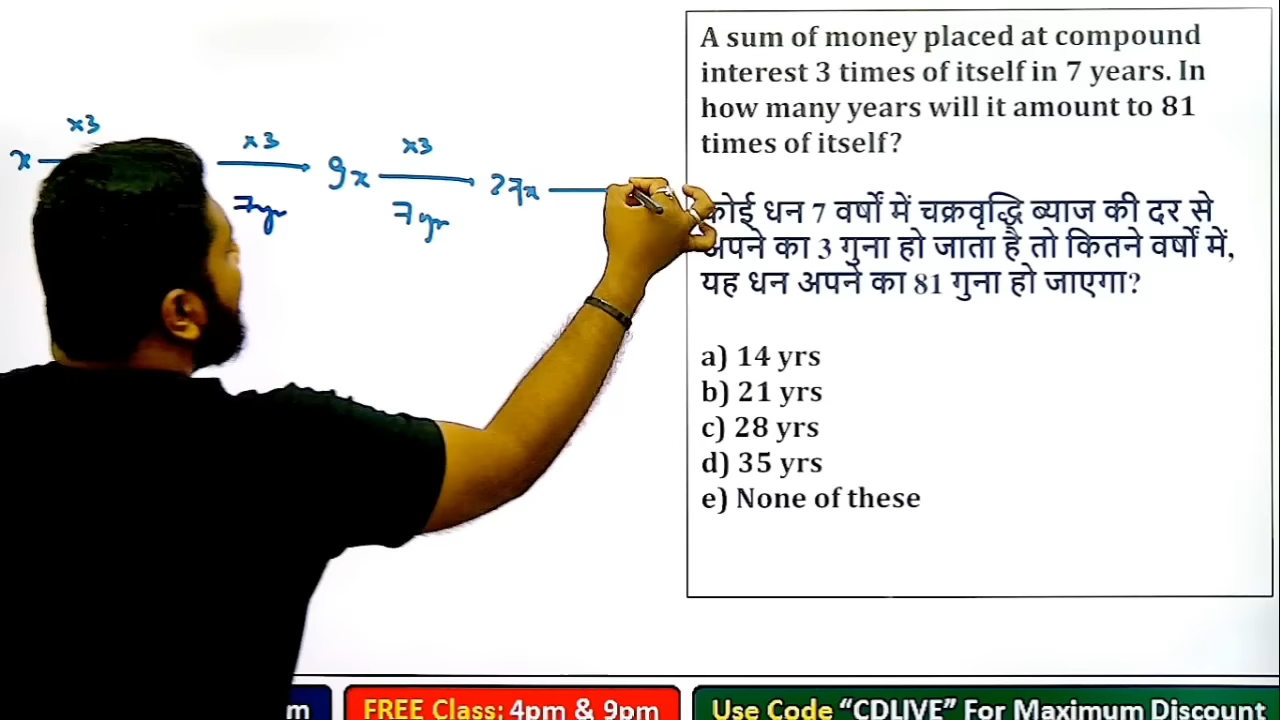 x3
x3
x3
x
9x
27x
7yr
7yr
A sum of money placed at compound
interest 3 times of itself in 7 years. In
how many years will it amount to 81
times of itself?
कोई धन 7 वर्षों में चक्रवृद्धि ब्याज की दर से
अपने का 3 गुना हो जाता है तो कितने वर्षों में,
यह धन अपने का 81 गुना हो जाएगा?
a) 14 yrs
b) 21 yrs
c) 28 yrs
d) 35 yrs
e) None of these
m
FREE Class: 4pm & 9pm
Use Code “CDLIVE” For Maximum Discount